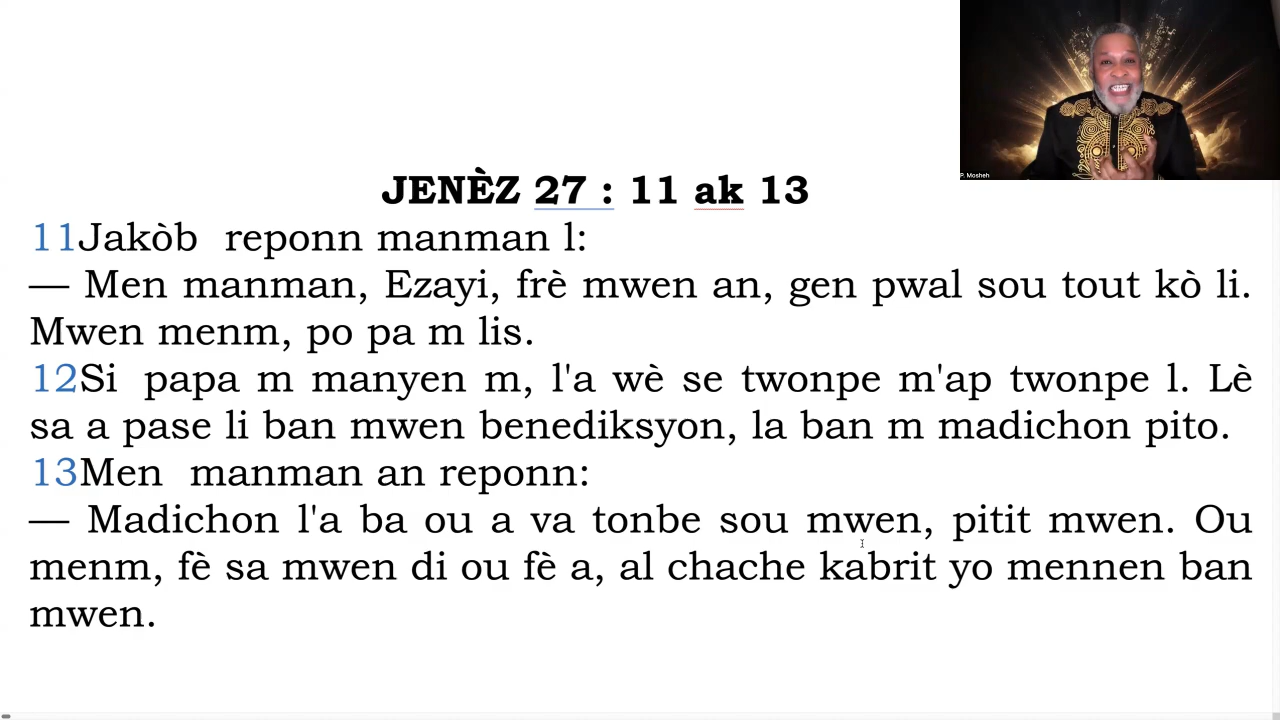 P. Mosheh
JENÈZ 27 : 11 ak 13
11Jakòb reponn manman l:
— Men manman, Ezayi, frè mwen an, gen pwal sou tout kò li.
Mwen menm, po pa m lis.
12Si papa m manyen m, l'a wè se twonpe m'ap twonpe l. Lè
sa a pase li ban mwen benediksyon, la ban m madichon pito.
13Men manman an reponn:
— Madichon l'a ba ou a va tonbe sou mwen, pitit mwen. Ou
menm, fè sa mwen di ou fè a, al chache kabrit yo mennen ban
mwen.